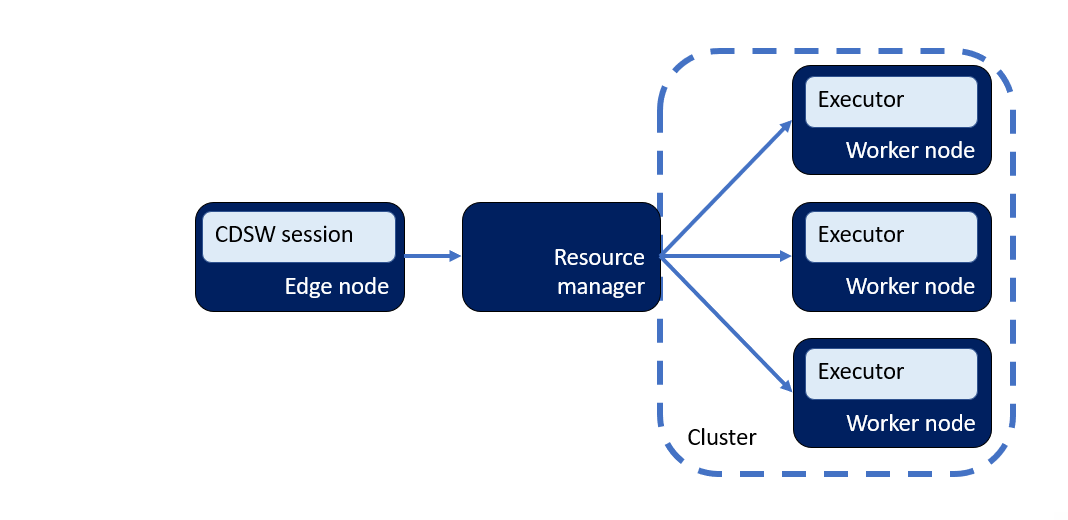 CDSW session
Edge node
Resource
manager
Executor
Worker node
Executor
Worker node
Executor
Worker node
Cluster